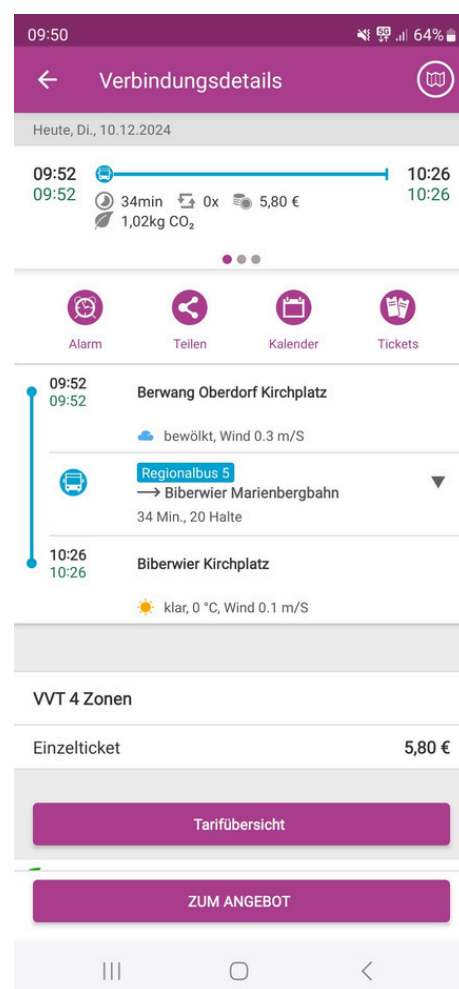 09:50 5G 64%
Verbindungsdetails
Heute, Di., 10.12.2024
09:52 10:26
09:52 10:26
34min 0x 5,80 €
1,02kg CO₂
Alarm Teilen Kalender Tickets
09:52
09:52 Berwang Oberdorf Kirchplatz
bewölkt, Wind 0.3 m/S
Regionalbus 5
→ Biberwier Marienbergbahn
34 Min., 20 Halte
10:26
10:26 Biberwier Kirchplatz
klar, 0 °C, Wind 0.1 m/S
VVT 4 Zonen
Einzelticket 5,80 €
Tarifübersicht
ZUM ANGEBOT